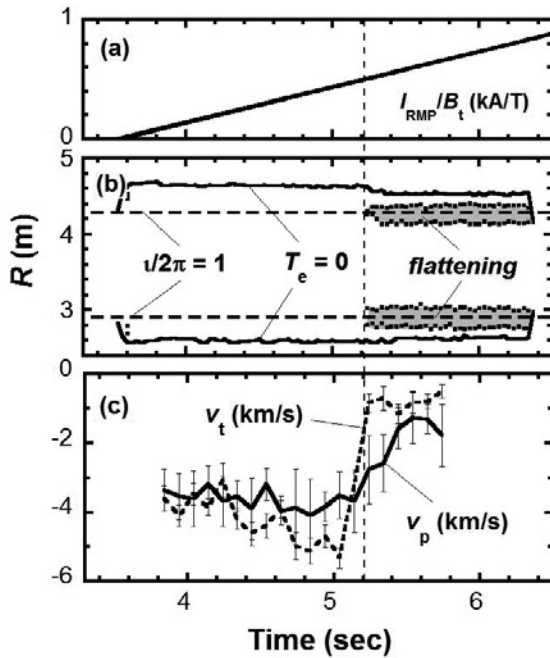 1
(a)
I_RMP/B_t (kA/T)
0
5
(b)
4
R (m)
ι/2π = 1
T_e = 0
flattening
3
0
(c)
v_t (km/s)
-2
-4
v_p (km/s)
-6
4
5
6
Time (sec)